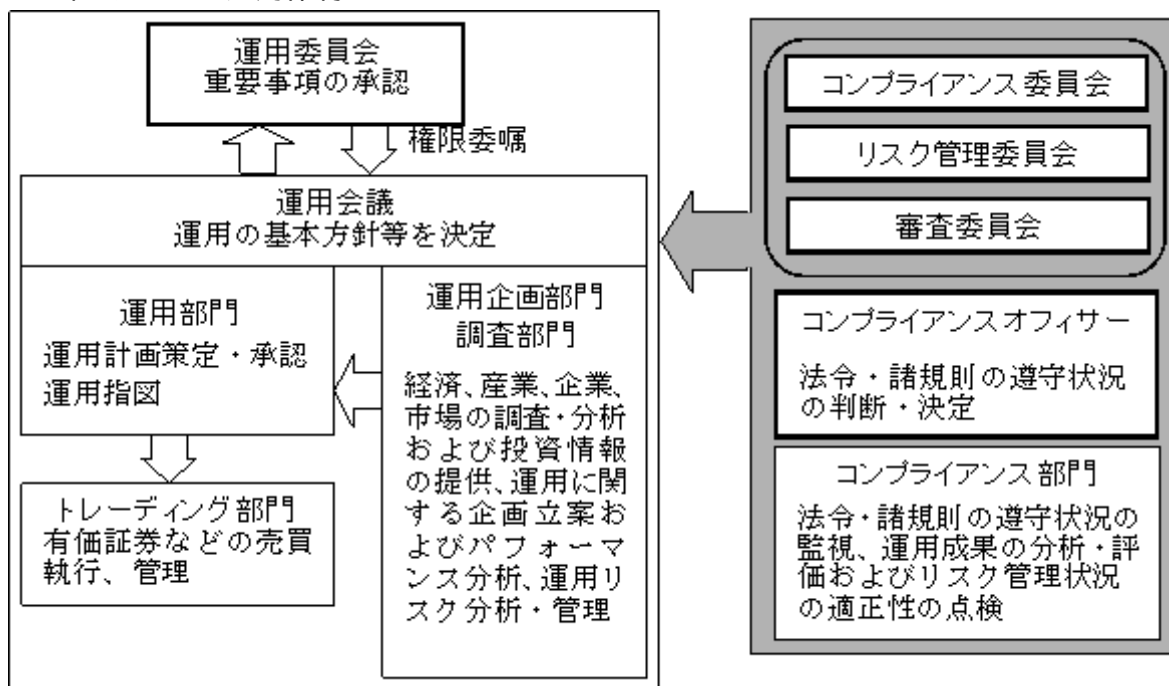 運用委員会
重要事項の承認
権限委嘱
運用会議
運用の基本方針等を決定
運用部門
運用計画策定・承認
運用指図
トレーディング部門
有価証券などの売買
執行、管理
運用企画部門
調査部門
経済、産業、企業、
市場の調査・分析
および投資情報
の提供、運用に関
する企画立案お
よびパフォーマ
ンス分析、運用リ
スク分析・管理
コンプライアンス委員会
リスク管理委員会
審査委員会
コンプライアンスオフィサー
法令・諸規則の遵守状況
の判断・決定
コンプライアンス部門
法令・諸規則の遵守状況の
監視、運用成果の分析・評
価およびリスク管理状況
の適正性の点検